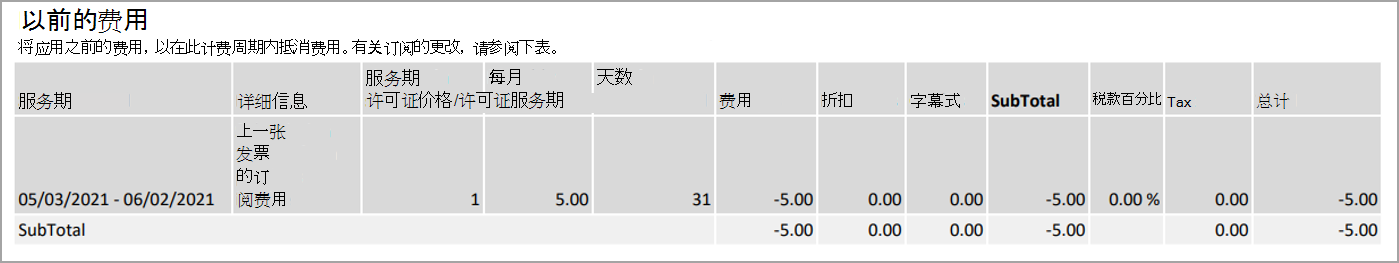 以前的费用
将应用之前的费用，以在此计费周期内抵消费用。有关订阅的更改，请参阅下表。
服务期 每月 天数
服务期 详细信息 许可证价格/许可证服务期 费用 折扣 字幕式 SubTotal 税款百分比 Tax 总计
上一张
发票
的订
05/03/2021 - 06/02/2021 阅费用 1 5.00 31 -5.00 0.00 0.00 -5.00 0.00 % 0.00 -5.00
SubTotal -5.00 0.00 0.00 -5.00 0.00 -5.00